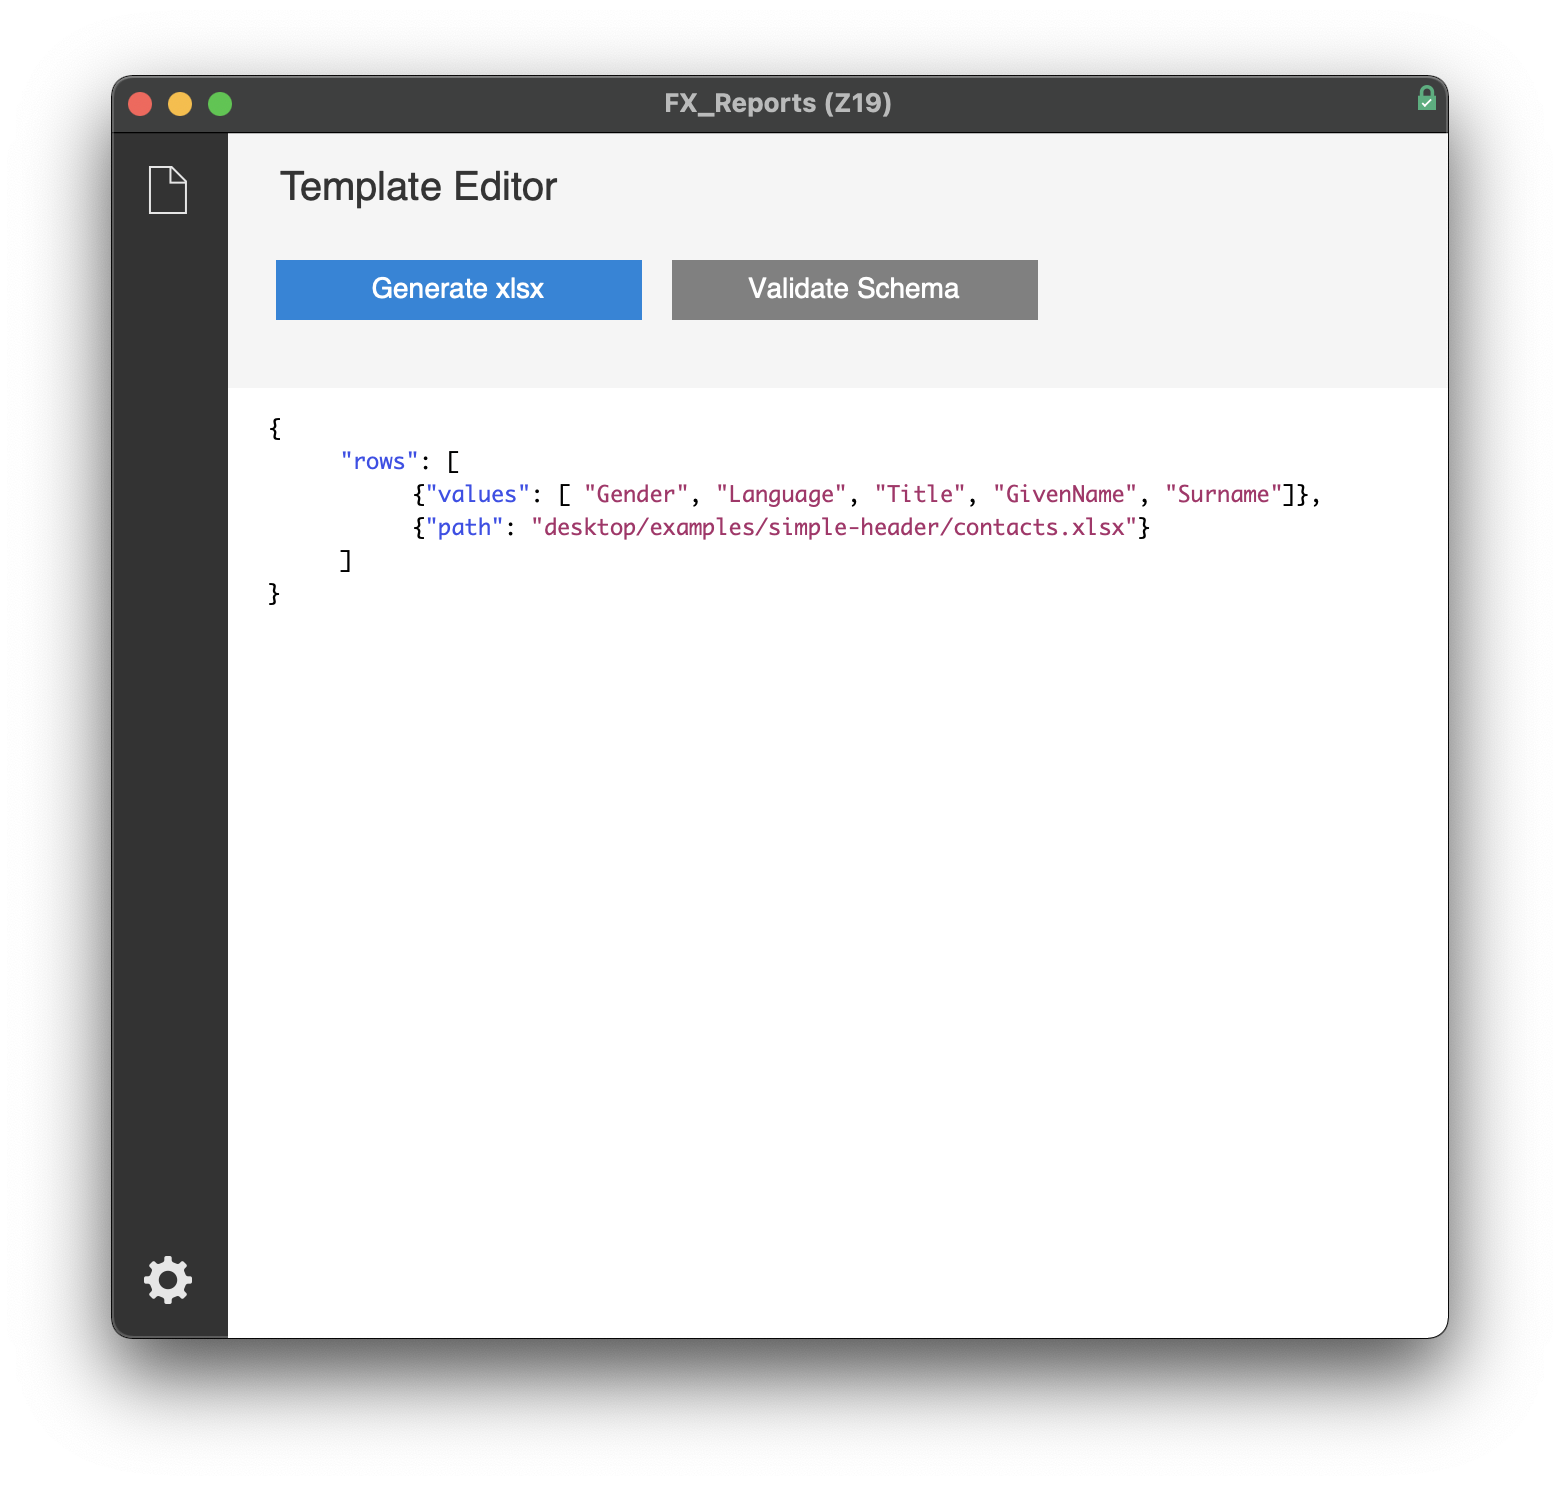 FX_Reports (Z19)
Template Editor
Generate xlsx
Validate Schema
{
"rows": [
{"values": [ "Gender", "Language", "Title", "GivenName", "Surname"]},
{"path": "desktop/examples/simple-header/contacts.xlsx"}
]
}